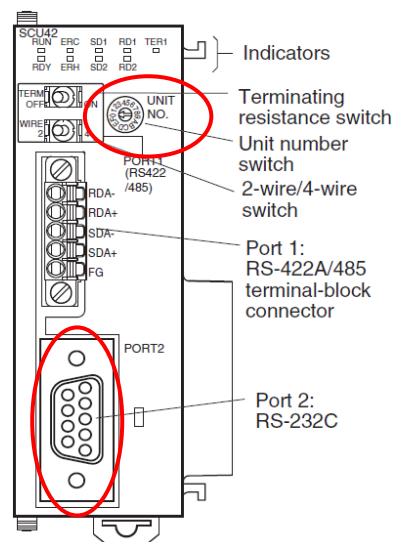 SCU42
RUN ERC SD1 RD1 TER1
RDY ERH SD2 RD2
Indicators
TERM
OFF ON
UNIT
NO.
WIRE
2 4
Terminating
resistance switch
Unit number
switch
2-wire/4-wire
switch
PORT1
(RS422
/485)
RDA-
RDA+
SDA-
SDA+
FG
Port 1:
RS-422A/485
terminal-block
connector
PORT2
Port 2:
RS-232C